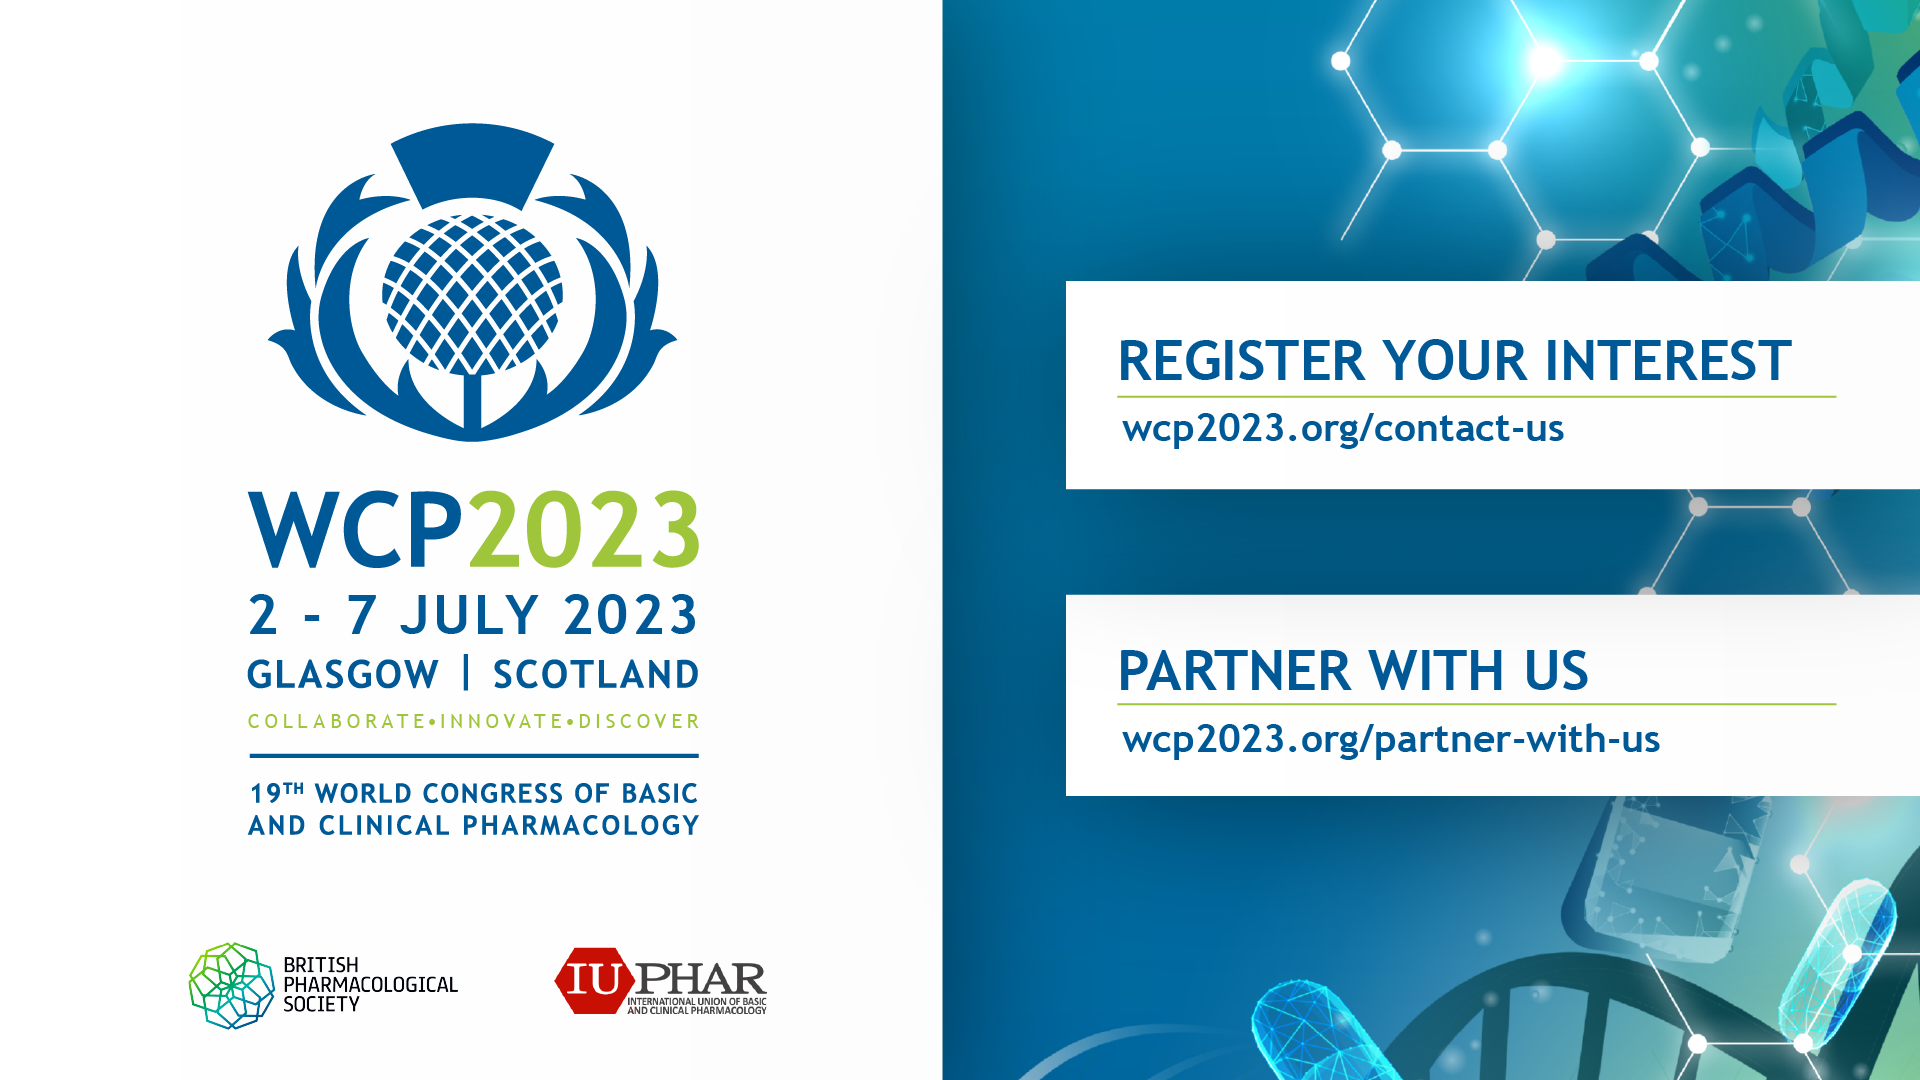 WCP2023
2 - 7 JULY 2023
GLASGOW | SCOTLAND
COLLABORATE•INNOVATE•DISCOVER
19TH WORLD CONGRESS OF BASIC
AND CLINICAL PHARMACOLOGY
BRITISH
PHARMACOLOGICAL
SOCIETY
IUPHAR
INTERNATIONAL UNION OF BASIC
AND CLINICAL PHARMACOLOGY
REGISTER YOUR INTEREST
wcp2023.org/contact-us
PARTNER WITH US
wcp2023.org/partner-with-us